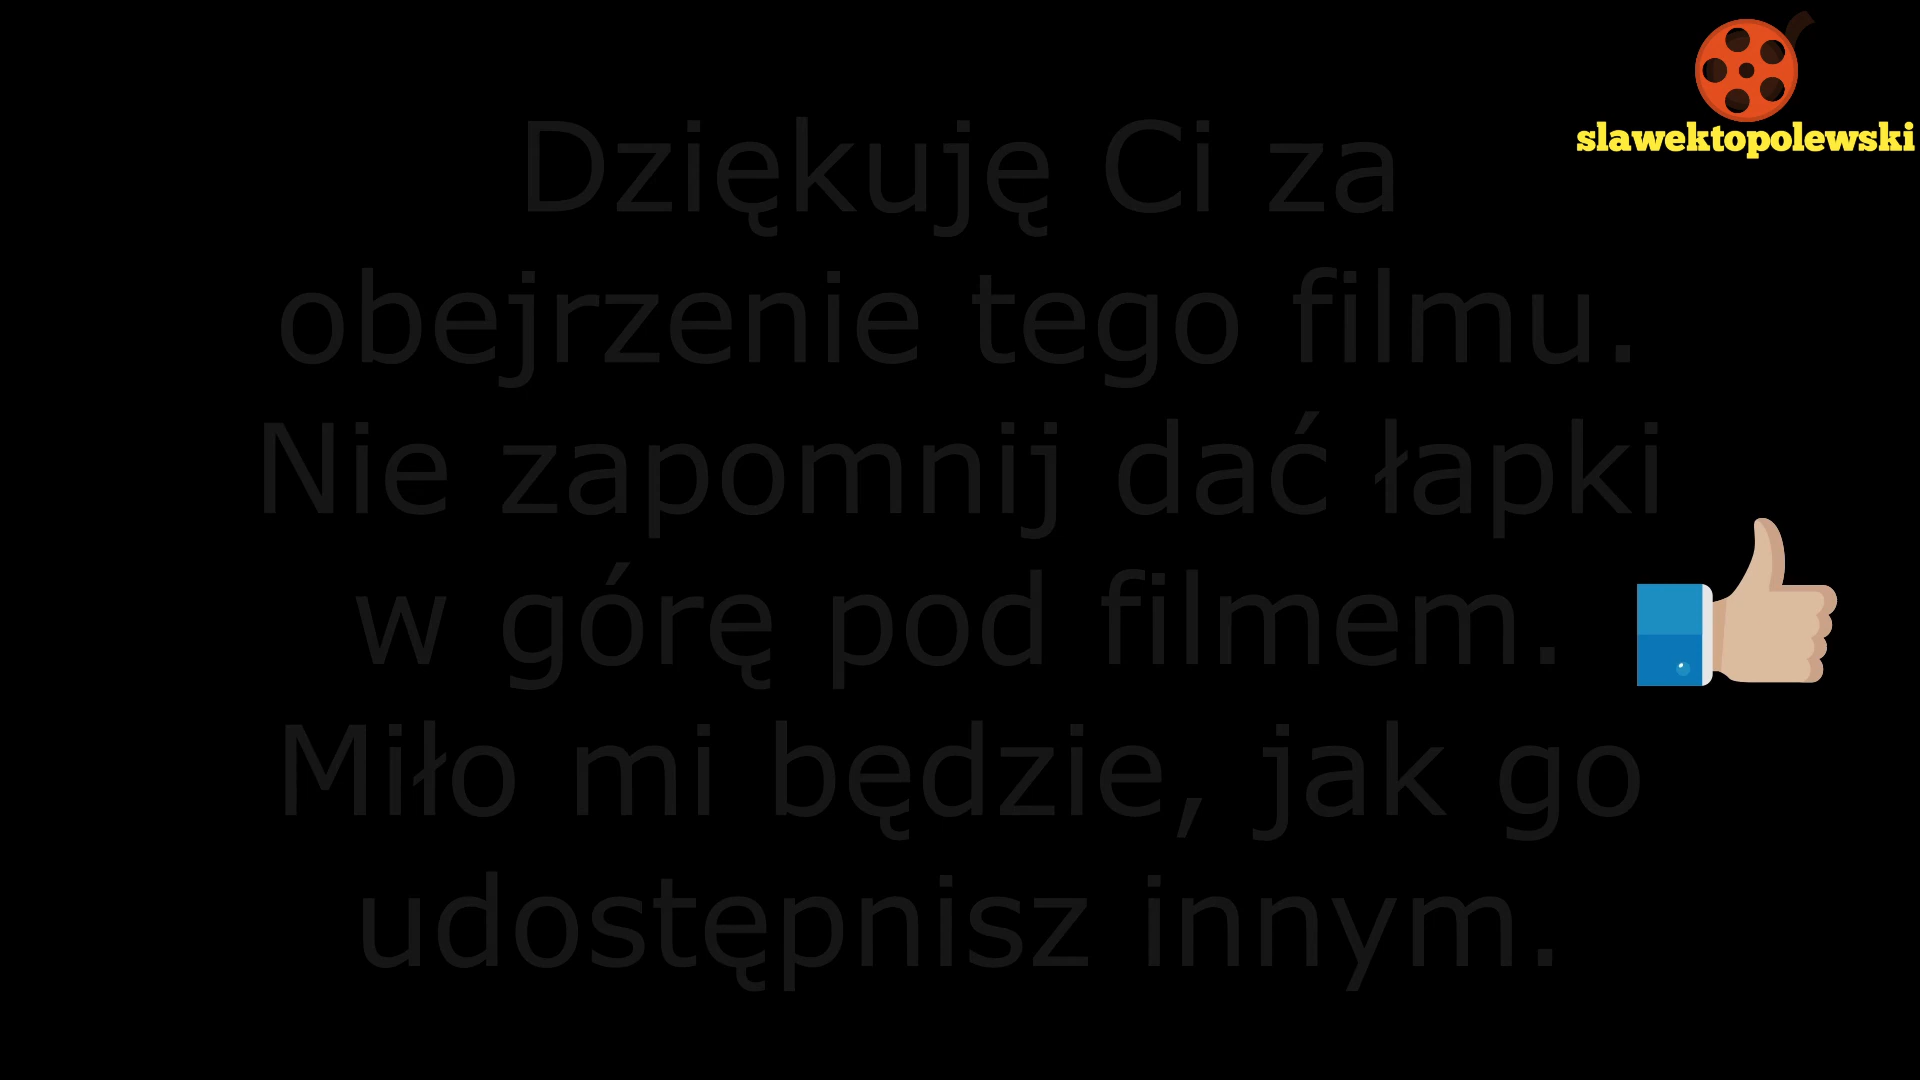 slawektopolewski
Dziękuję Ci za
obejrzenie tego filmu.
Nie zapomnij dać łapki
w górę pod filmem.
Miło mi będzie, jak go
udostępnisz innym.